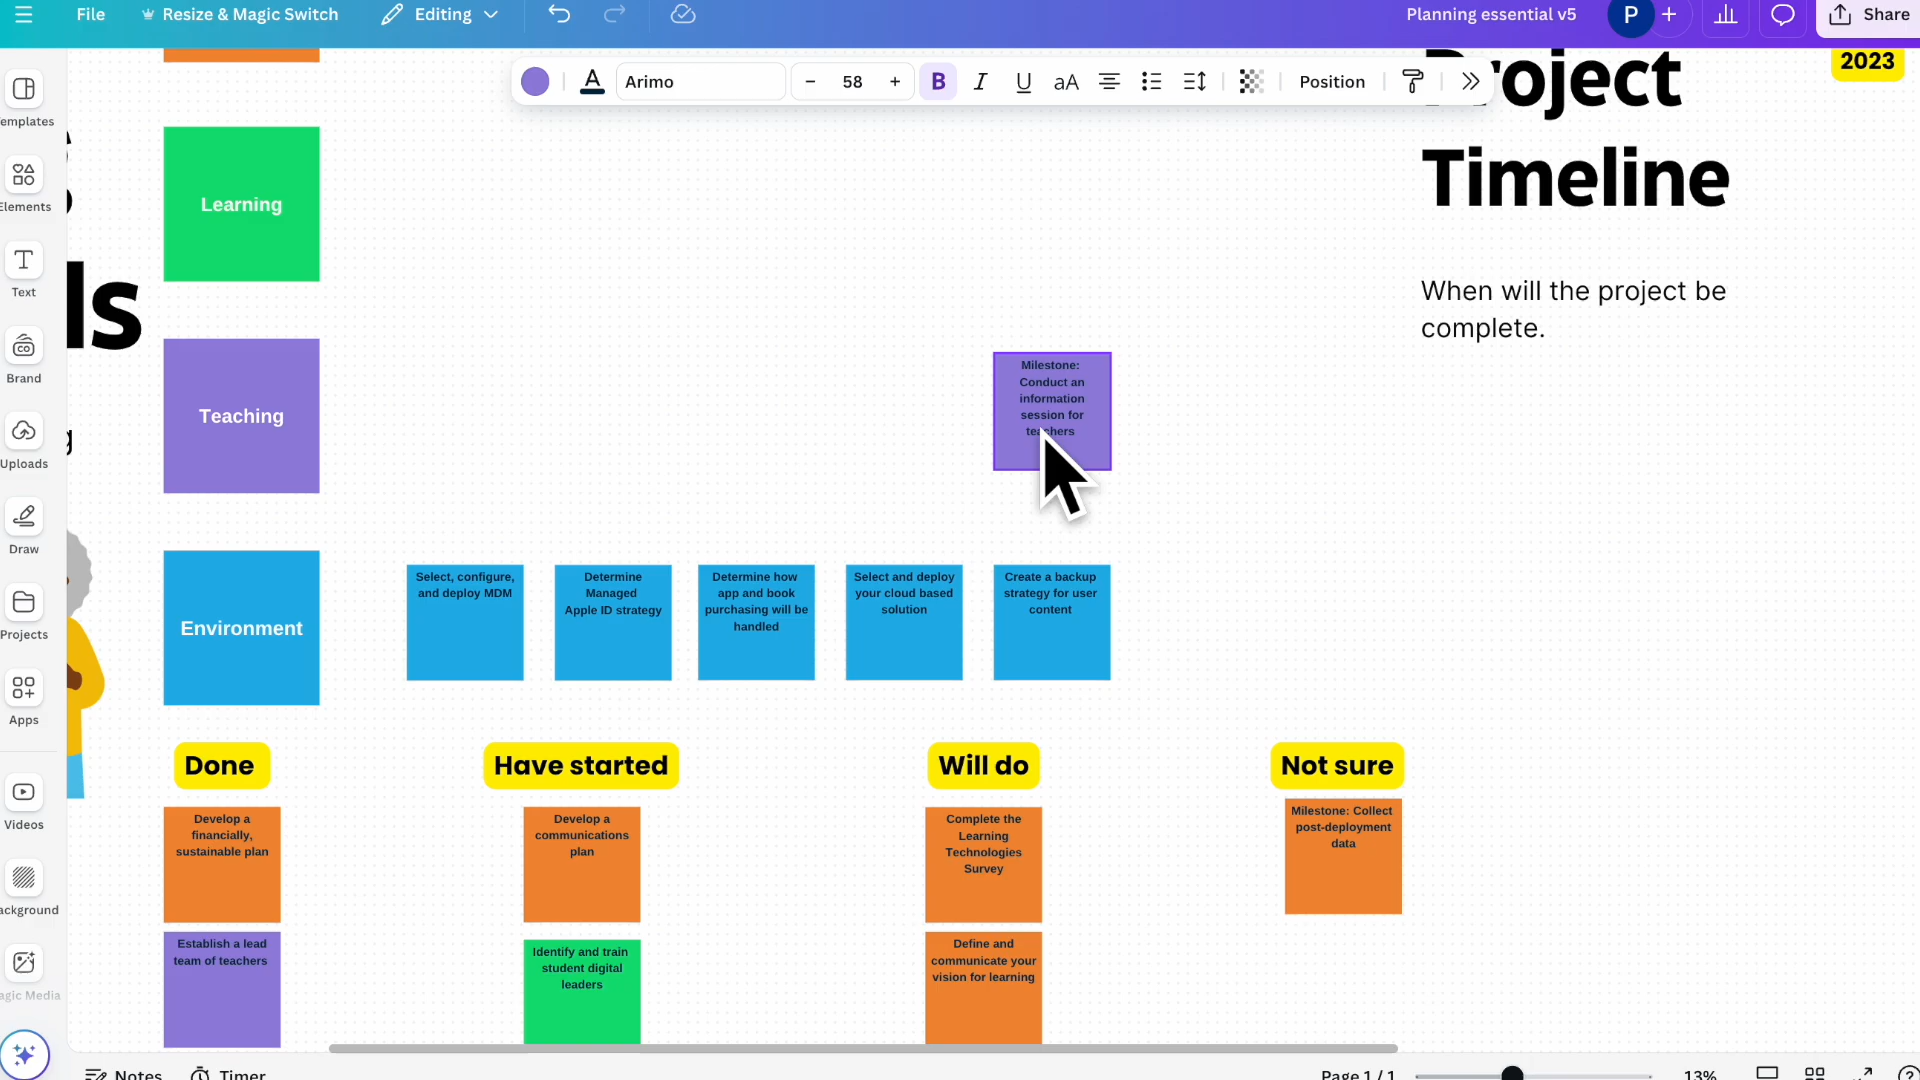 File
Resize & Magic Switch
Editing
Planning essential v5
P
Share
Arimo
58
B
I
U
aA
Position
Project
Timeline
2023
When will the project be
complete.
emplates
Elements
Text
Brand
Uploads
Draw
Projects
Apps
Videos
ackground
agic Media
ls
g
Learning
Teaching
Milestone:
Conduct an
information
session for
teachers
Environment
Select, configure,
and deploy MDM
Determine
Managed
Apple ID strategy
Determine how
app and book
purchasing will be
handled
Select and deploy
your cloud based
solution
Create a backup
strategy for user
content
Done
Have started
Will do
Not sure
Develop a
financially,
sustainable plan
Develop a
communications
plan
Complete the
Learning
Technologies
Survey
Milestone: Collect
post-deployment
data
Establish a lead
team of teachers
Identify and train
student digital
leaders
Define and
communicate your
vision for learning
Notes
Timer
Page 1 / 1
13%